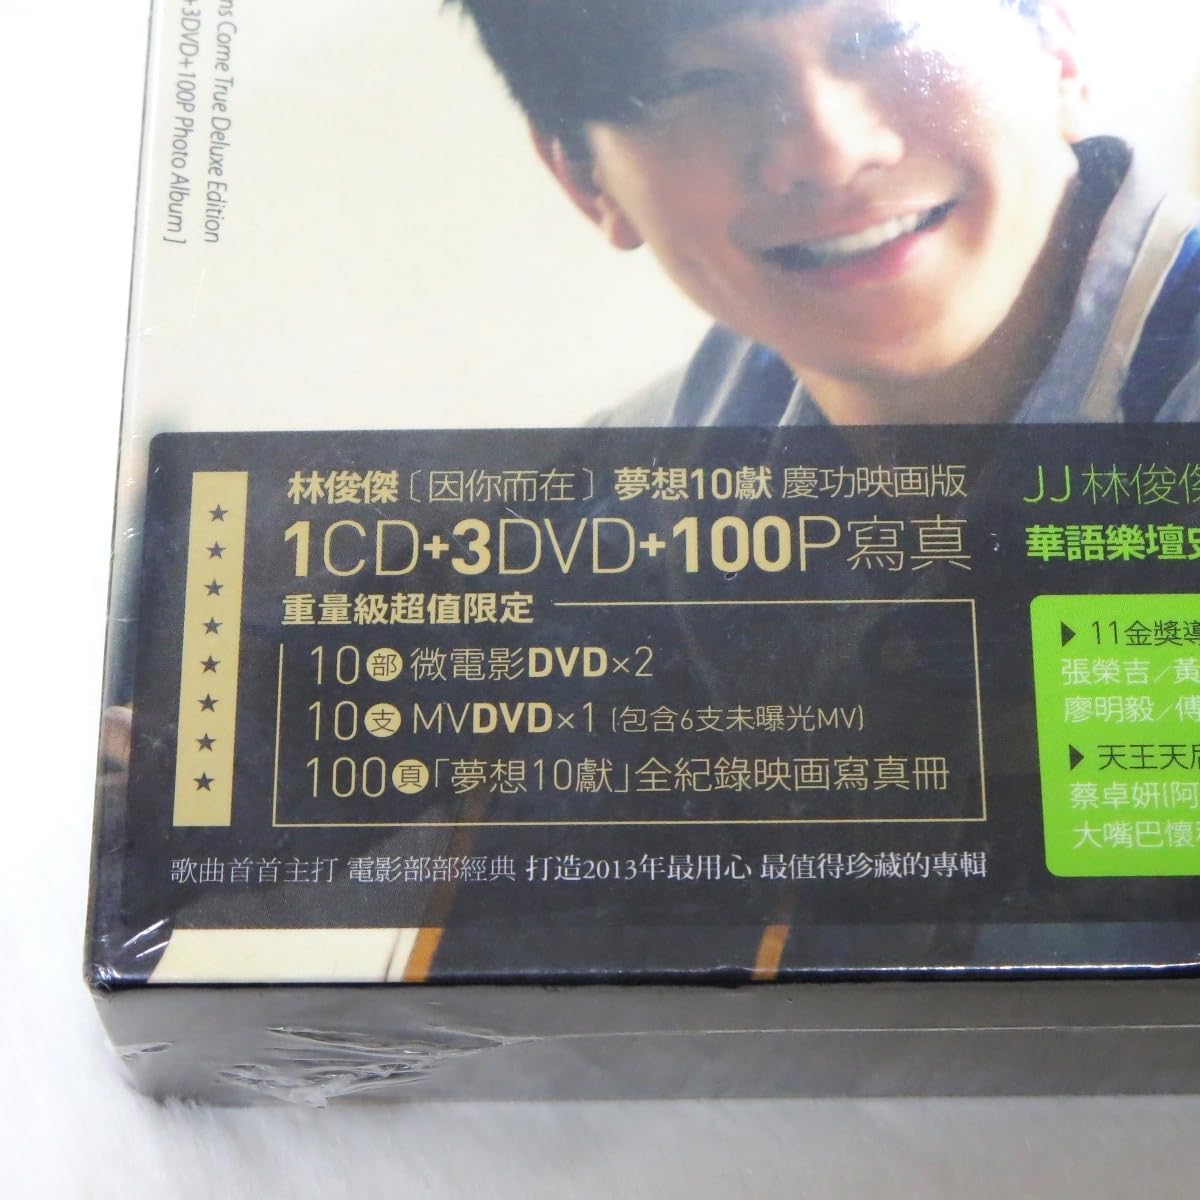 ns Come True Deluxe Edition
+3DVD+100P Photo Album ]
林俊傑〔因你而在〕夢想10獻 慶功映画版
1CD+3DVD+100P寫真
重量級超值限定
10部 微電影DVD×2
10支 MVDVD×1 (包含6支未曝光MV)
100頁「夢想10獻」全紀錄映画寫真冊
歌曲首首主打 電影部部經典 打造2013年最用心 最值得珍藏的專輯
JJ林俊傑
華語樂壇史
▶ 11金獎導
張榮吉／黃
廖明毅／傅
▶ 天王天后
蔡卓妍(阿
大嘴巴懷